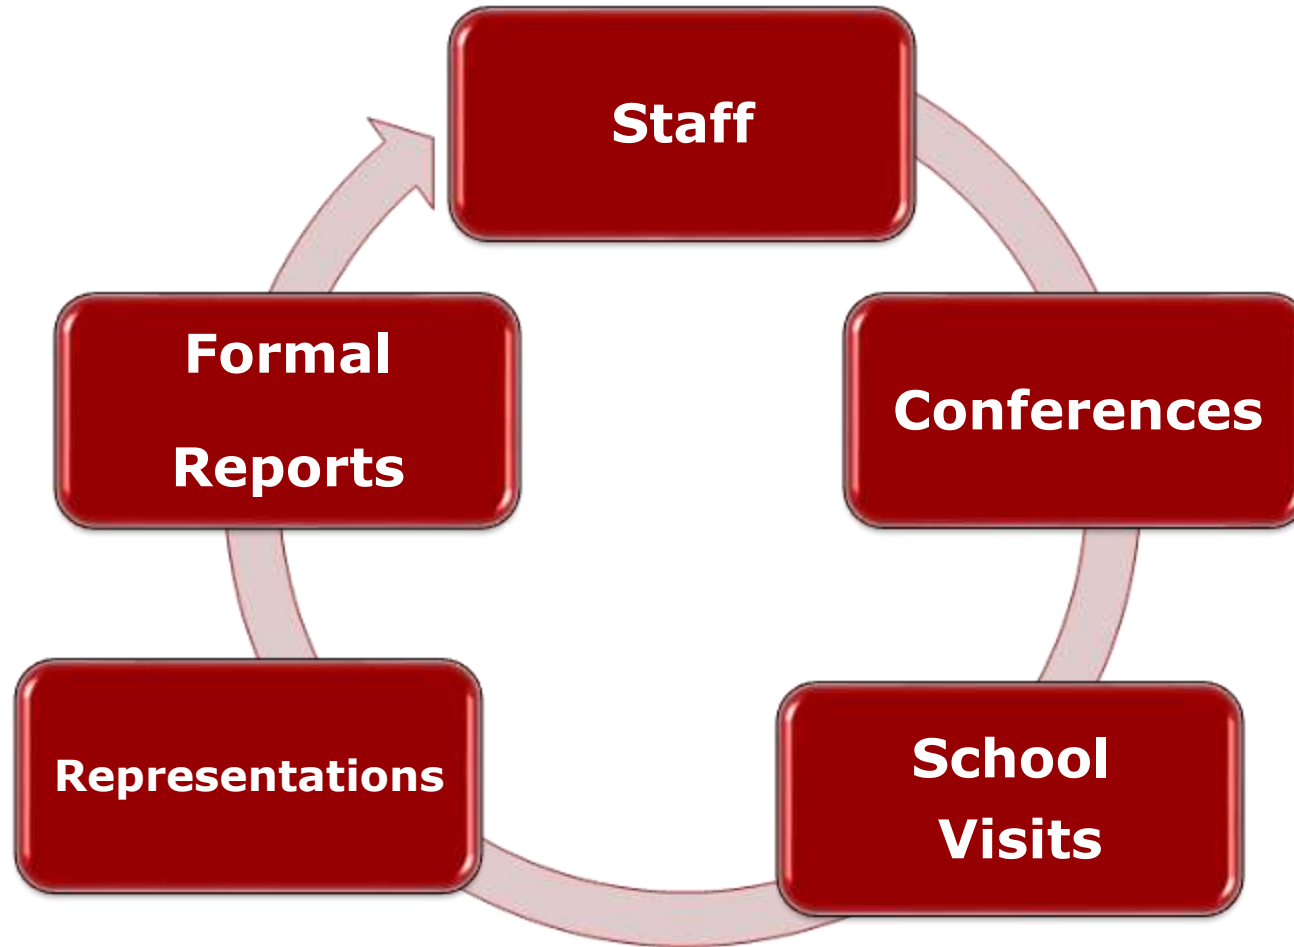 Staff
Conferences
School
Visits
Representations
Formal
Reports